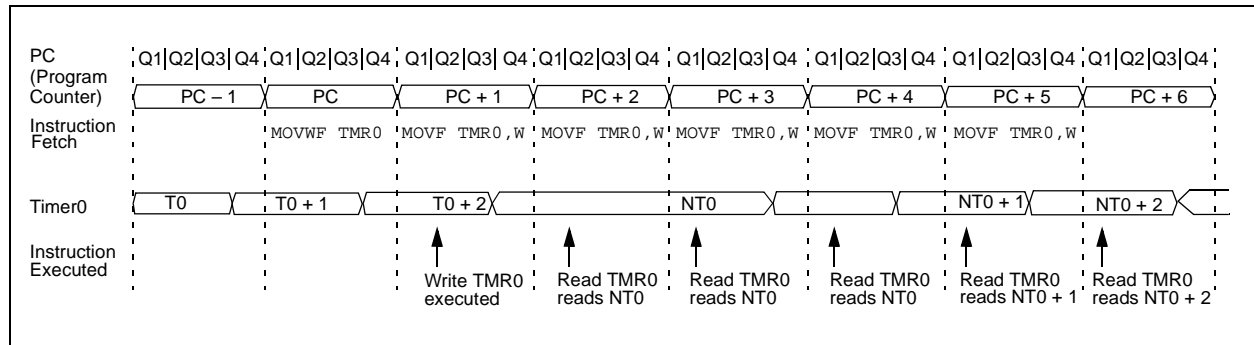 PC
(Program
Counter)
Q1|Q2|Q3|Q4 Q1|Q2|Q3|Q4 Q1|Q2|Q3|Q4 Q1|Q2|Q3|Q4 Q1|Q2|Q3|Q4 Q1|Q2|Q3|Q4 Q1|Q2|Q3|Q4 Q1|Q2|Q3|Q4
PC – 1 PC PC + 1 PC + 2 PC + 3 PC + 4 PC + 5 PC + 6
Instruction
Fetch
MOVWF TMR0 MOVF TMR0,W MOVF TMR0,W MOVF TMR0,W MOVF TMR0,W MOVF TMR0,W
Timer0
T0 T0 + 1 T0 + 2 NT0 NT0 + 1 NT0 + 2
Instruction
Executed
Write TMR0
executed
Read TMR0
reads NT0
Read TMR0
reads NT0
Read TMR0
reads NT0
Read TMR0
reads NT0 + 1
Read TMR0
reads NT0 + 2